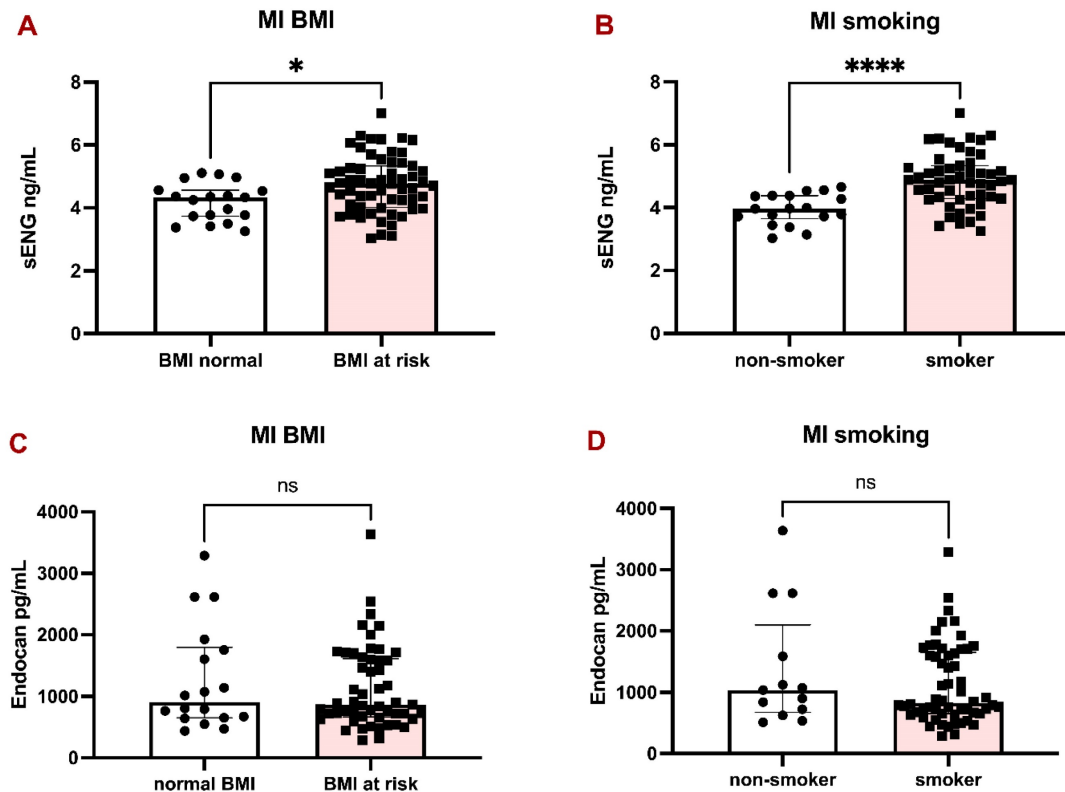 A
MI BMI
*
sENG ng/mL
8
6
4
2
0
BMI normal
BMI at risk
B
MI smoking
****
sENG ng/mL
8
6
4
2
0
non-smoker
smoker
C
MI BMI
ns
Endocan pg/mL
4000
3000
2000
1000
0
normal BMI
BMI at risk
D
MI smoking
ns
Endocan pg/mL
4000
3000
2000
1000
0
non-smoker
smoker